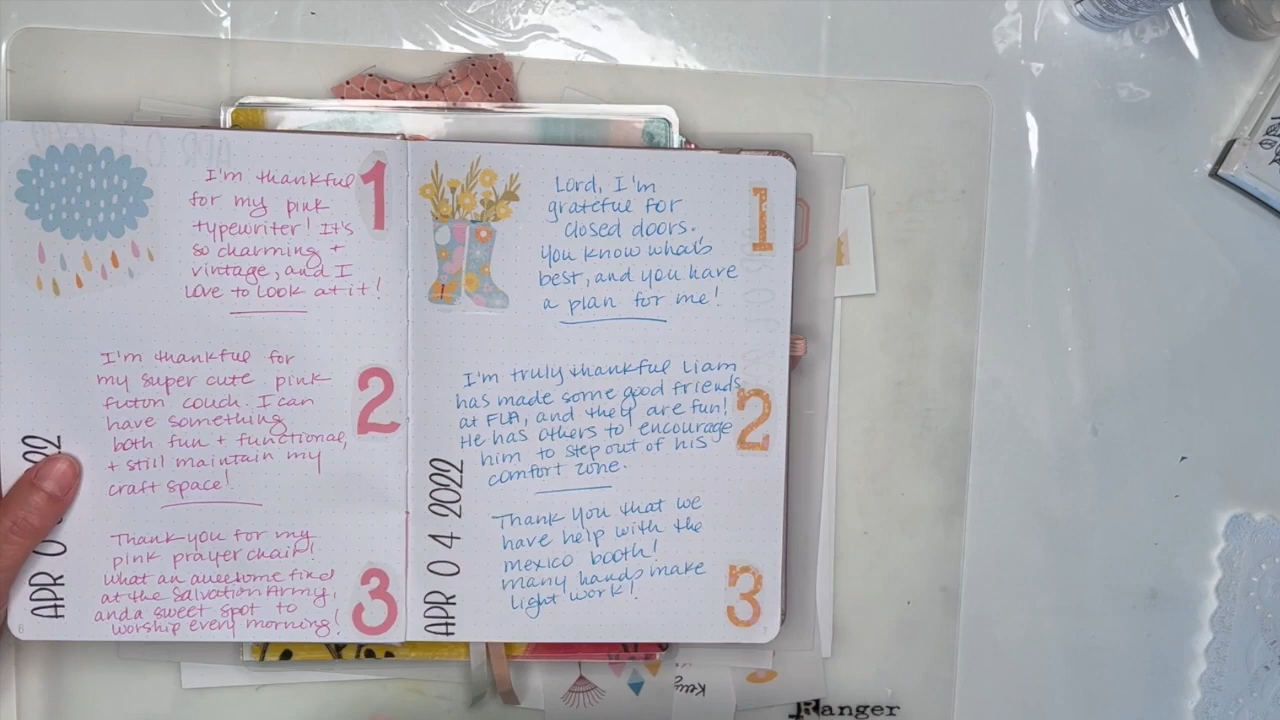 1
I'm thankful
for my pink
typewriter! It's
so charming +
vintage, and I
love to look at it!
2
I'm thankful for
my super cute pink
futon couch. I can
have something
both fun + functional,
+ still maintain my
craft space!
3
Thank you for my
pink prayer chair!
What an awesome find
at the Salvation Army,
and a sweet spot to
worship every morning!
APR 0 22
6
1
Lord, I'm
grateful for
closed doors.
You know what's
best, and you have
a plan for me!
2
I'm truly thankful Liam
has made some good friends
at FLA, and they are fun!
He has others to encourage
him to step out of his
comfort zone.
3
Thank you that we
have help with the
mexico booth!
many hands make
light work!
APR 0 4 2022
7
Ranger